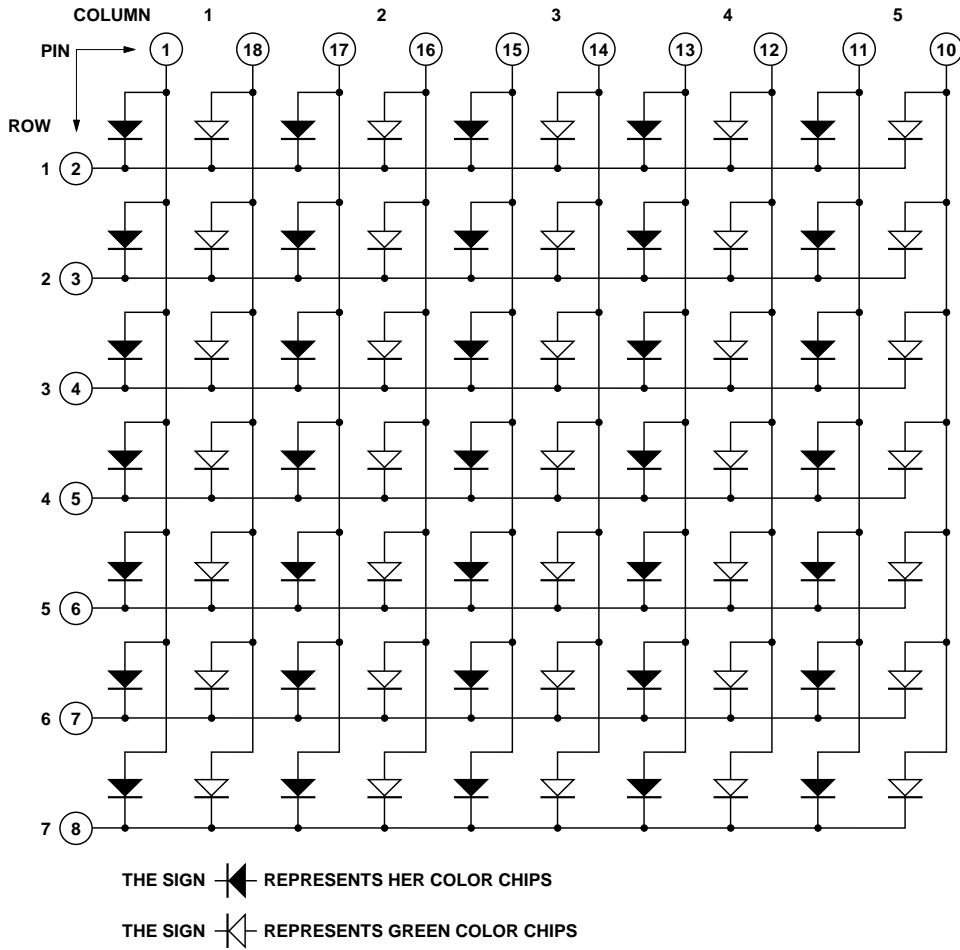 COLUMN 1 2 3 4 5
PIN 1 18 17 16 15 14 13 12 11 10
ROW
1 2
2 3
3 4
4 5
5 6
6 7
7 8
THE SIGN REPRESENTS HER COLOR CHIPS
THE SIGN REPRESENTS GREEN COLOR CHIPS